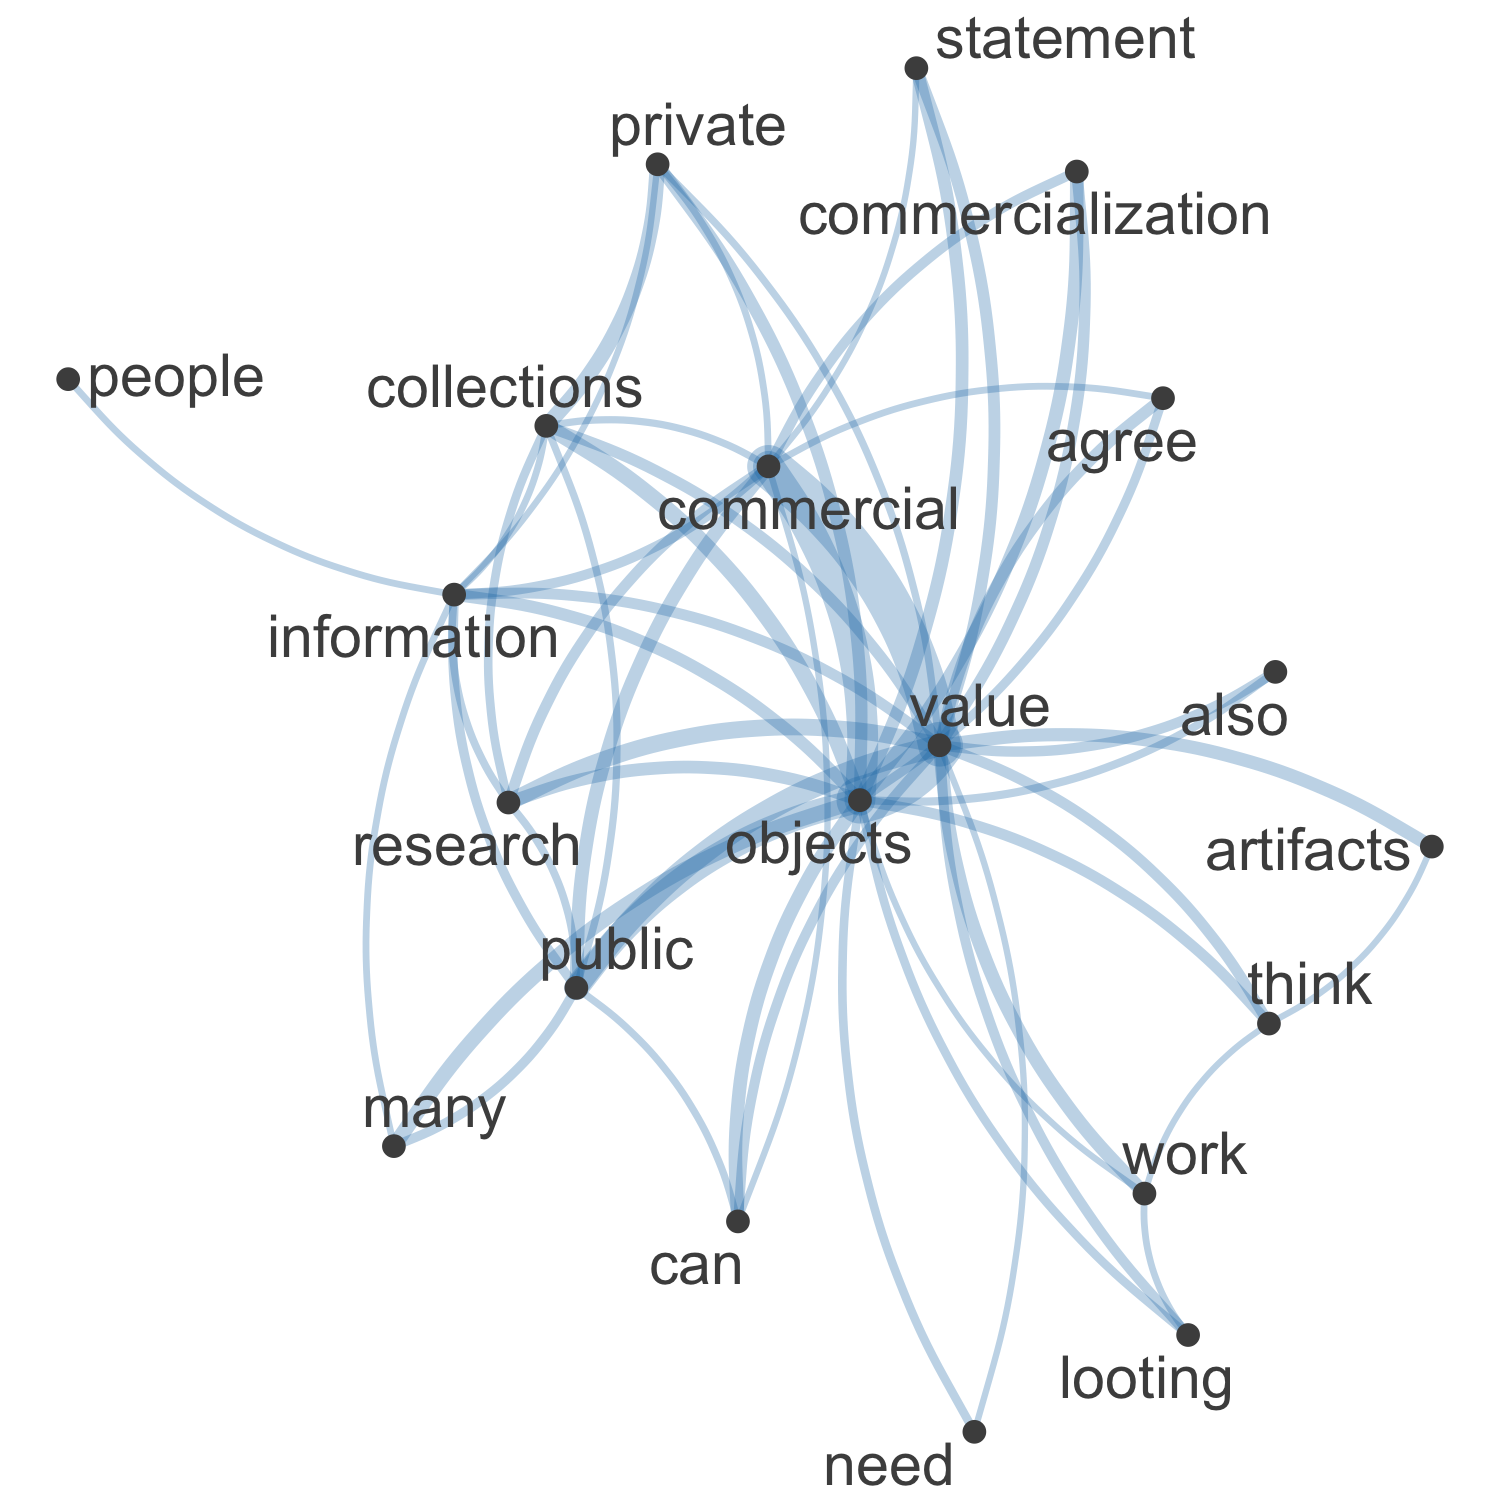 statement
private
commercialization
people
collections
agree
commercial
information
value
also
research
objects
artifacts
public
think
many
work
can
looting
need